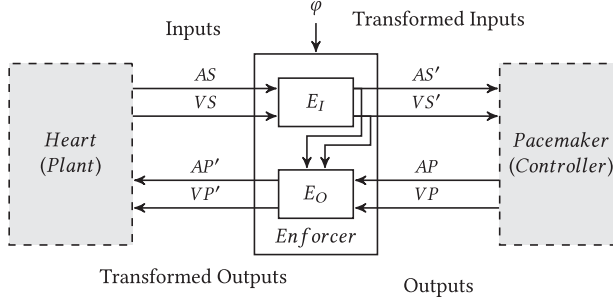 φ
Inputs
Transformed Inputs
AS
AS′
VS
VS′
E_I
Heart
(Plant)
Pacemaker
(Controller)
AP′
AP
VP′
VP
E_O
Enforcer
Transformed Outputs
Outputs